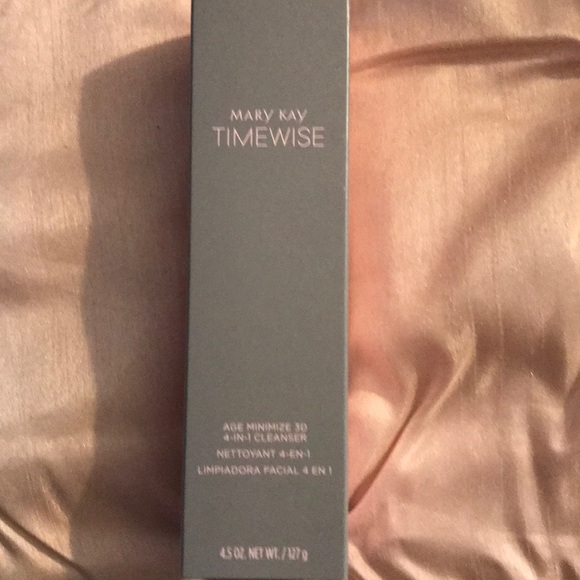 MARY KAY
TIMEWISE
AGE MINIMIZE 3D
4-IN-1 CLEANSER
NETTOYANT 4-EN-1
LIMPIADORA FACIAL 4 EN 1
4.5 OZ. NET WT. / 127 g